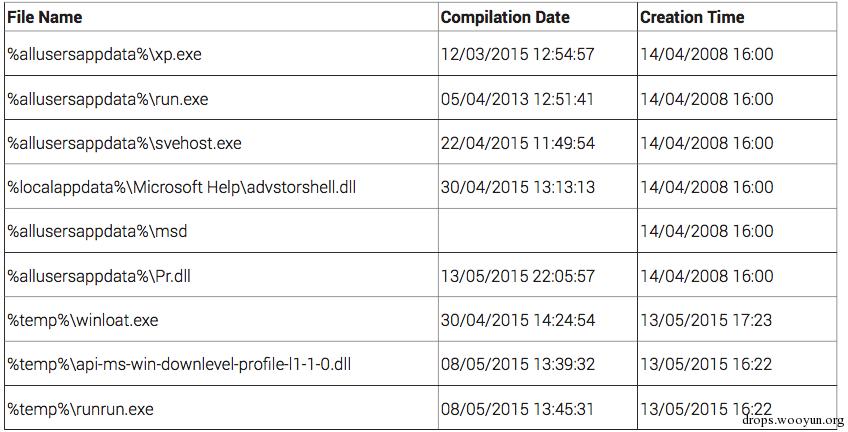 File Name Compilation Date Creation Time
%allusersappdata%\xp.exe 12/03/2015 12:54:57 14/04/2008 16:00
%allusersappdata%\run.exe 05/04/2013 12:51:41 14/04/2008 16:00
%allusersappdata%\svehost.exe 22/04/2015 11:49:54 14/04/2008 16:00
%localappdata%\Microsoft Help\advstorshell.dll 30/04/2015 13:13:13 14/04/2008 16:00
%allusersappdata%\msd 14/04/2008 16:00
%allusersappdata%\Pr.dll 13/05/2015 22:05:57 14/04/2008 16:00
%temp%\winloat.exe 30/04/2015 14:24:54 13/05/2015 17:23
%temp%\api-ms-win-downlevel-profile-l1-1-0.dll 08/05/2015 13:39:32 13/05/2015 16:22
%temp%\runrun.exe 08/05/2015 13:45:31 13/05/2015 16:22
drops.wooyun.org